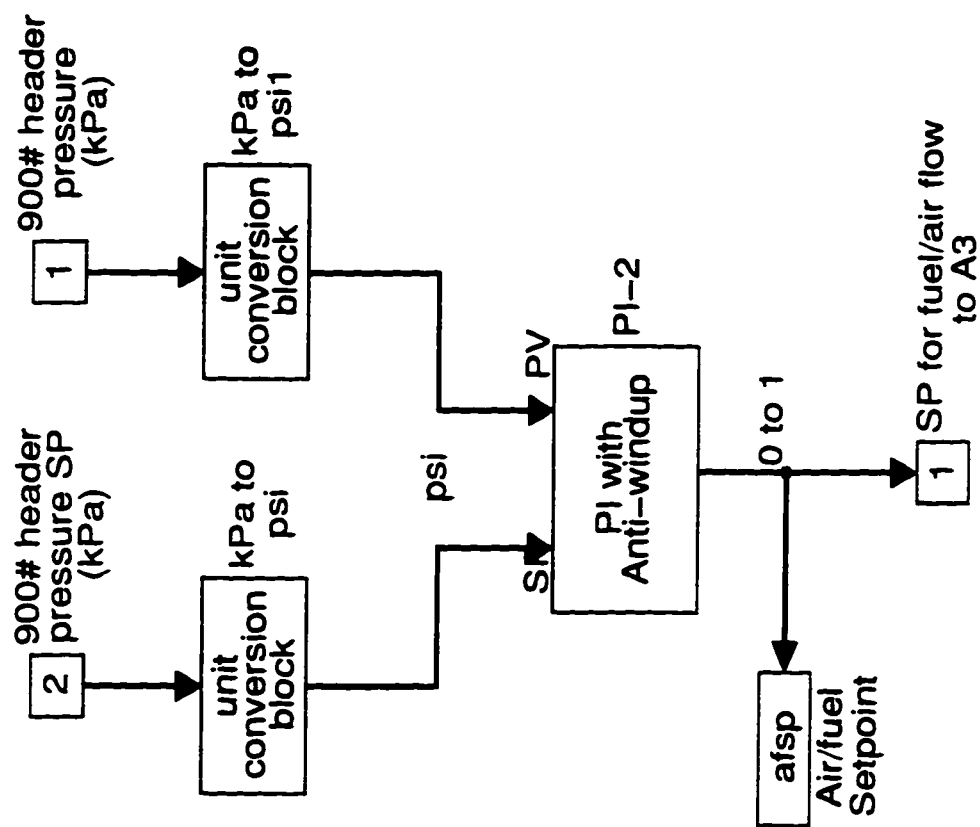 900# header
pressure SP
(kPa)
2
unit
conversion
block
kPa to
psi
900# header
pressure
(kPa)
1
unit
conversion
block
kPa to
psi1
psi
SP
PV
PI with
Anti-windup
PI-2
0 to 1
afsp
Air/fuel
Setpoint
1
SP for fuel/air flow
to A3